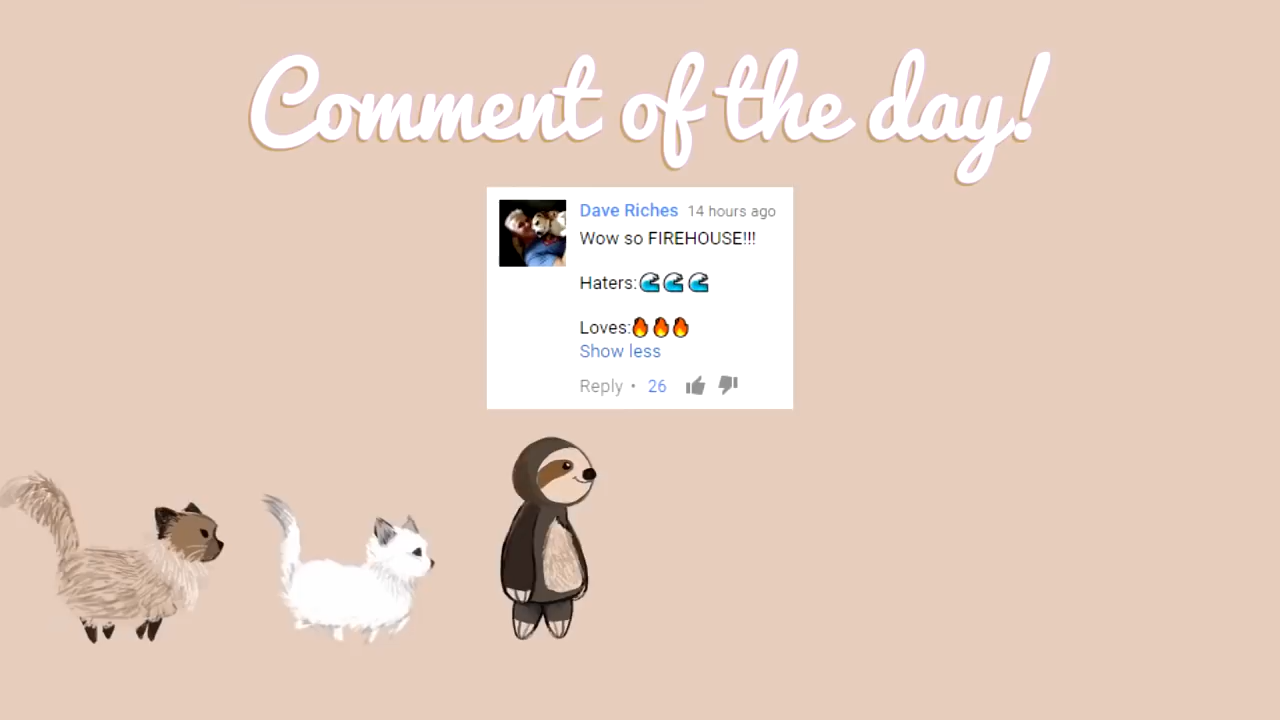 Comment of the day!
Dave Riches 14 hours ago
Wow so FIREHOUSE!!!
Haters:🌊🌊🌊
Loves:🔥🔥🔥
Show less
Reply • 26